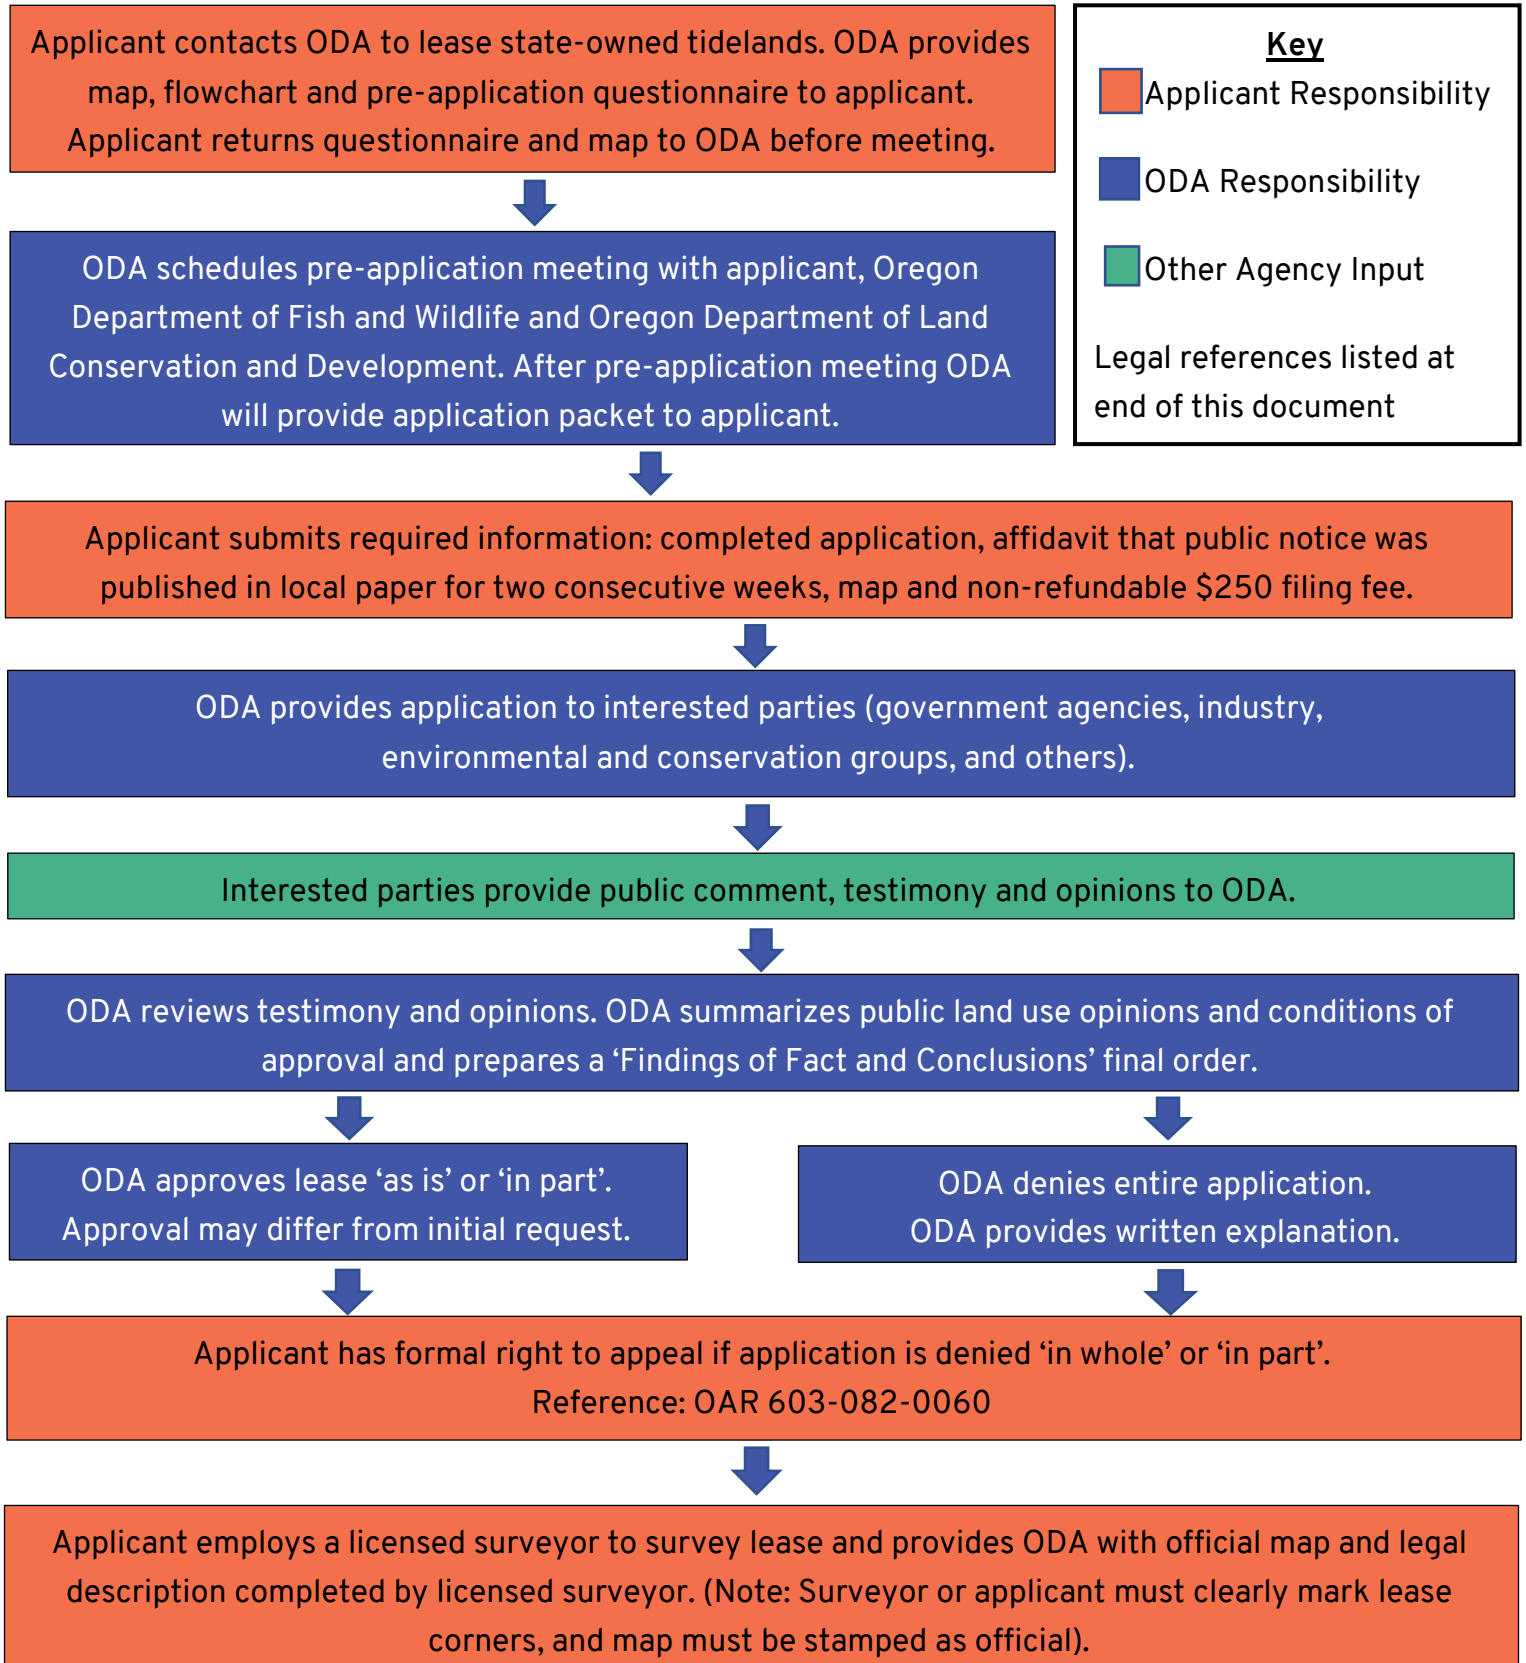 Applicant contacts ODA to lease state-owned tidelands. ODA provides
map, flowchart and pre-application questionnaire to applicant.
Applicant returns questionnaire and map to ODA before meeting.
Key
Applicant Responsibility
ODA Responsibility
Other Agency Input
Legal references listed at
end of this document
ODA schedules pre-application meeting with applicant, Oregon
Department of Fish and Wildlife and Oregon Department of Land
Conservation and Development. After pre-application meeting ODA
will provide application packet to applicant.
Applicant submits required information: completed application, affidavit that public notice was
published in local paper for two consecutive weeks, map and non-refundable $250 filing fee.
ODA provides application to interested parties (government agencies, industry,
environmental and conservation groups, and others).
Interested parties provide public comment, testimony and opinions to ODA.
ODA reviews testimony and opinions. ODA summarizes public land use opinions and conditions of
approval and prepares a ‘Findings of Fact and Conclusions’ final order.
ODA approves lease ‘as is’ or ‘in part’.
Approval may differ from initial request.
ODA denies entire application.
ODA provides written explanation.
Applicant has formal right to appeal if application is denied ‘in whole’ or ‘in part’.
Reference: OAR 603-082-0060
Applicant employs a licensed surveyor to survey lease and provides ODA with official map and legal
description completed by licensed surveyor. (Note: Surveyor or applicant must clearly mark lease
corners, and map must be stamped as official).